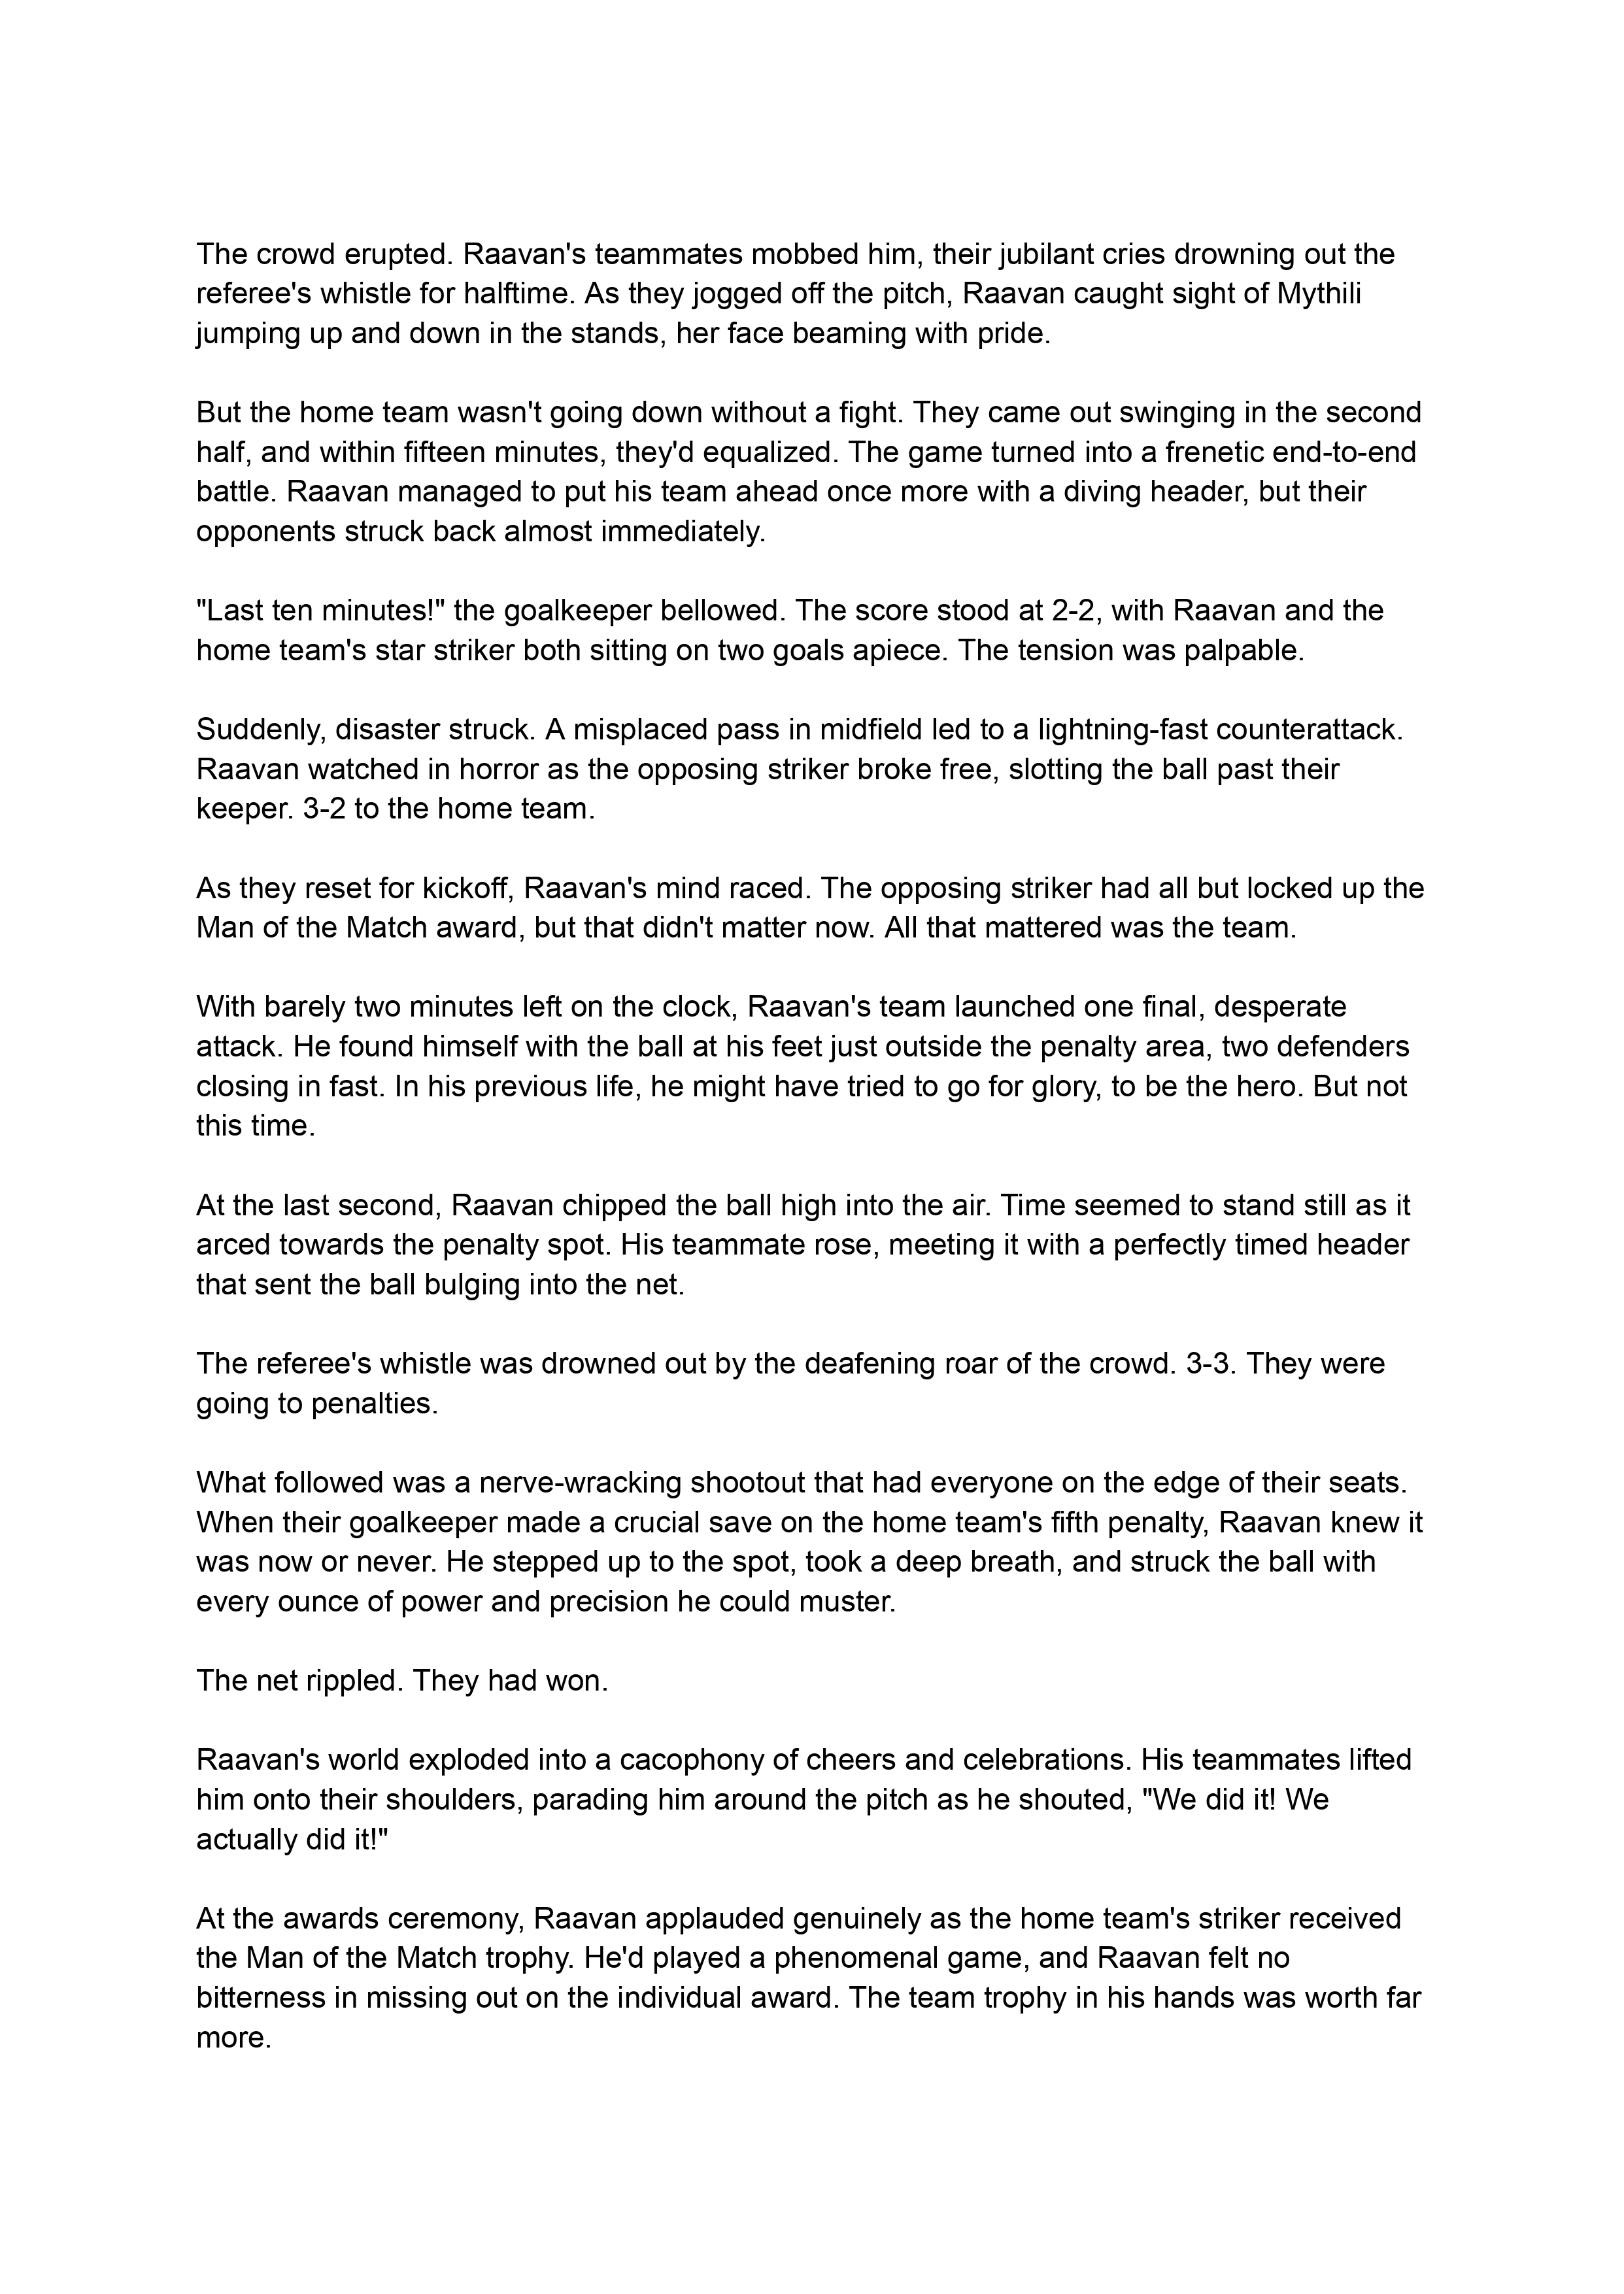 The crowd erupted. Raavan's teammates mobbed him, their jubilant cries drowning out the
referee's whistle for halftime. As they jogged off the pitch, Raavan caught sight of Mythili
jumping up and down in the stands, her face beaming with pride.
But the home team wasn't going down without a fight. They came out swinging in the second
half, and within fifteen minutes, they'd equalized. The game turned into a frenetic end-to-end
battle. Raavan managed to put his team ahead once more with a diving header, but their
opponents struck back almost immediately.
"Last ten minutes!" the goalkeeper bellowed. The score stood at 2-2, with Raavan and the
home team's star striker both sitting on two goals apiece. The tension was palpable.
Suddenly, disaster struck. A misplaced pass in midfield led to a lightning-fast counterattack.
Raavan watched in horror as the opposing striker broke free, slotting the ball past their
keeper. 3-2 to the home team.
As they reset for kickoff, Raavan's mind raced. The opposing striker had all but locked up the
Man of the Match award, but that didn't matter now. All that mattered was the team.
With barely two minutes left on the clock, Raavan's team launched one final, desperate
attack. He found himself with the ball at his feet just outside the penalty area, two defenders
closing in fast. In his previous life, he might have tried to go for glory, to be the hero. But not
this time.
At the last second, Raavan chipped the ball high into the air. Time seemed to stand still as it
arced towards the penalty spot. His teammate rose, meeting it with a perfectly timed header
that sent the ball bulging into the net.
The referee's whistle was drowned out by the deafening roar of the crowd. 3-3. They were
going to penalties.
What followed was a nerve-wracking shootout that had everyone on the edge of their seats.
When their goalkeeper made a crucial save on the home team's fifth penalty, Raavan knew it
was now or never. He stepped up to the spot, took a deep breath, and struck the ball with
every ounce of power and precision he could muster.
The net rippled. They had won.
Raavan's world exploded into a cacophony of cheers and celebrations. His teammates lifted
him onto their shoulders, parading him around the pitch as he shouted, "We did it! We
actually did it!"
At the awards ceremony, Raavan applauded genuinely as the home team's striker received
the Man of the Match trophy. He'd played a phenomenal game, and Raavan felt no
bitterness in missing out on the individual award. The team trophy in his hands was worth far
more.